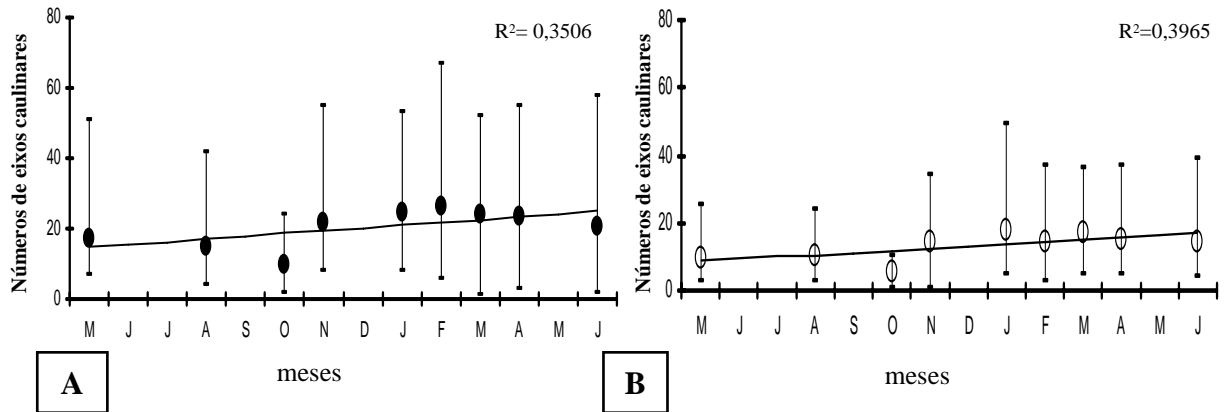 Números de eixos caulinares
80
60
40
20
0
R²= 0,3506
M J J A S O N D J F M A M J
meses
A
Números de eixos caulinares
80
60
40
20
0
R²=0,3965
M J J A S O N D J F M A M J
meses
B